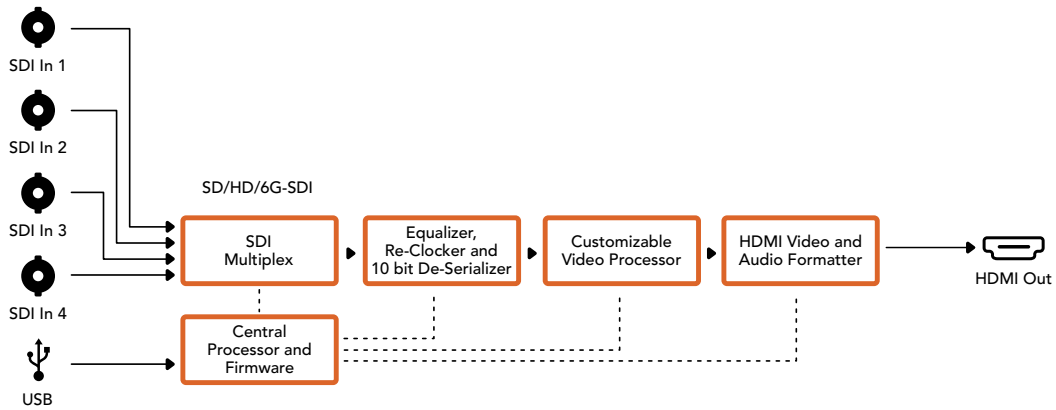 SDI In 1
SDI In 2
SDI In 3
SDI In 4
USB
SD/HD/6G-SDI
SDI
Multiplex
Equalizer,
Re-Clocker and
10 bit De-Serializer
Customizable
Video Processor
HDMI Video and
Audio Formatter
HDMI Out
Central
Processor and
Firmware